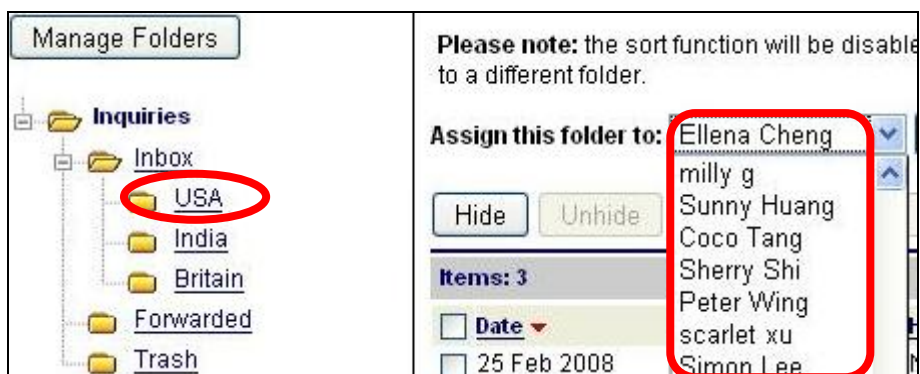 Manage Folders
Inquiries
Inbox
USA
India
Britain
Forwarded
Trash
Please note: the sort function will be disable
to a different folder.
Assign this folder to: Ellena Cheng
milly g
Sunny Huang
Coco Tang
Sherry Shi
Peter Wing
scarlet xu
Simon Lee
Hide Unhide
Items: 3
Date
25 Feb 2008